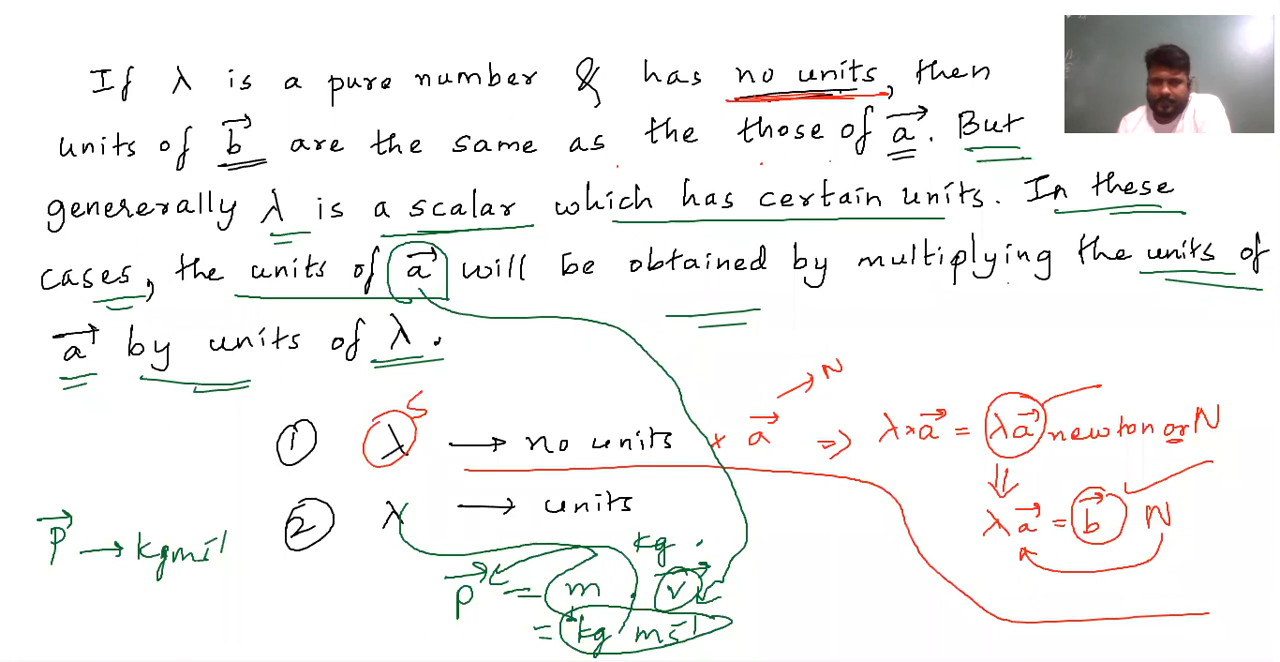 If λ is a pure number & has no units, then
units of b⃗ are the same as the those of a⃗. But
genererally λ is a scalar which has certain units. In these
cases, the units of a⃗ will be obtained by multiplying the units of
a⃗ by units of λ.
① λ S → no units × a⃗ → N ⇒ λ×a⃗ = λa⃗ newton or N
⇓
② λ → units λa⃗ = b⃗ N
P⃗ → kgms⁻¹
kg
P⃗ = m . v⃗
= kg ms⁻¹